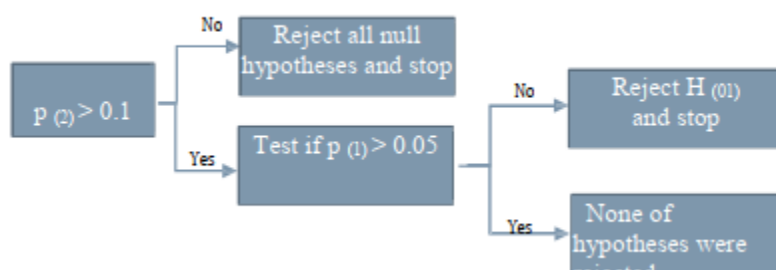 No
Reject all null
hypotheses and stop
p (2) > 0.1
Yes
Test if p (1) > 0.05
No
Reject H (01)
and stop
Yes
None of
hypotheses were